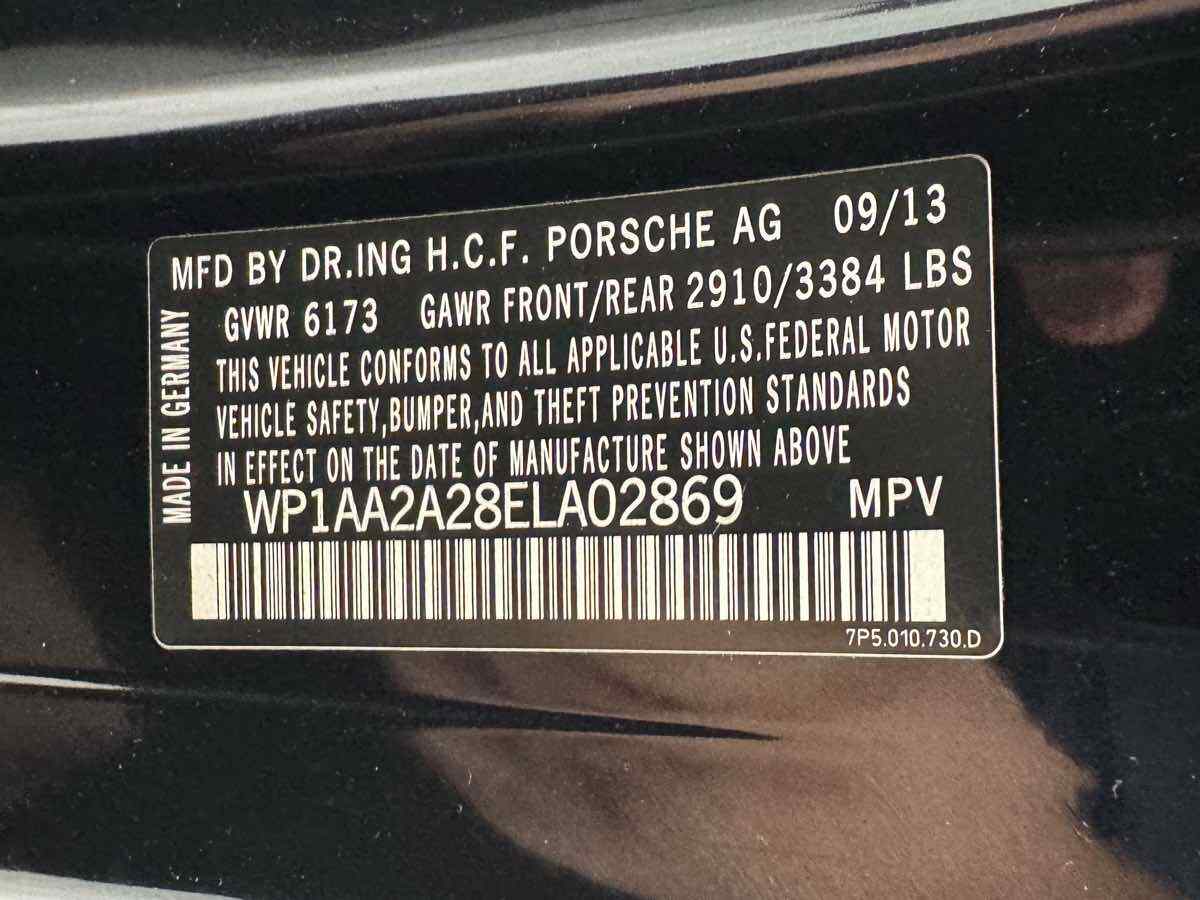 MFD BY DR.ING H.C.F. PORSCHE AG 09/13
GVWR 6173 GAWR FRONT/REAR 2910/3384 LBS
THIS VEHICLE CONFORMS TO ALL APPLICABLE U.S.FEDERAL MOTOR
VEHICLE SAFETY,BUMPER,AND THEFT PREVENTION STANDARDS
IN EFFECT ON THE DATE OF MANUFACTURE SHOWN ABOVE
WP1AA2A28ELA02869 MPV
7P5.010.730.D
MADE IN GERMANY